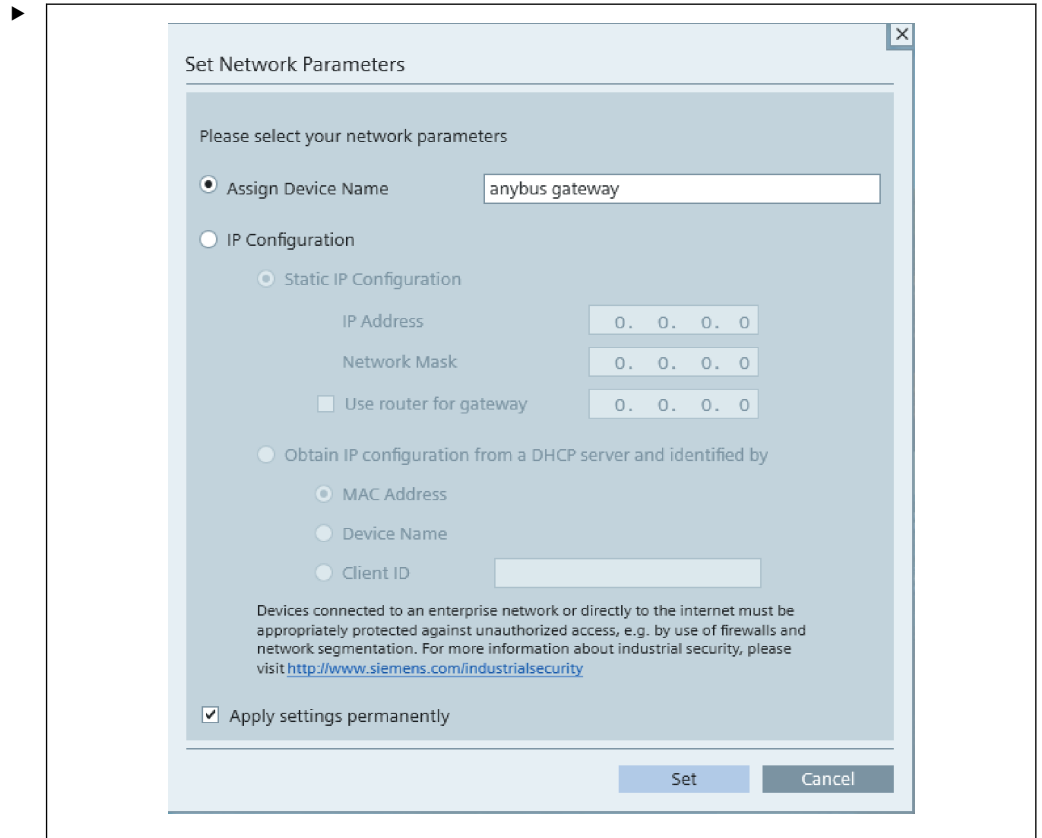 Set Network Parameters
Please select your network parameters
Assign Device Name anybus gateway
IP Configuration
Static IP Configuration
IP Address 0. 0. 0. 0
Network Mask 0. 0. 0. 0
Use router for gateway 0. 0. 0. 0
Obtain IP configuration from a DHCP server and identified by
MAC Address
Device Name
Client ID
Devices connected to an enterprise network or directly to the internet must be
appropriately protected against unauthorized access, e.g. by use of firewalls and
network segmentation. For more information about industrial security, please
visit http://www.siemens.com/industrialsecurity
Apply settings permanently
Set Cancel